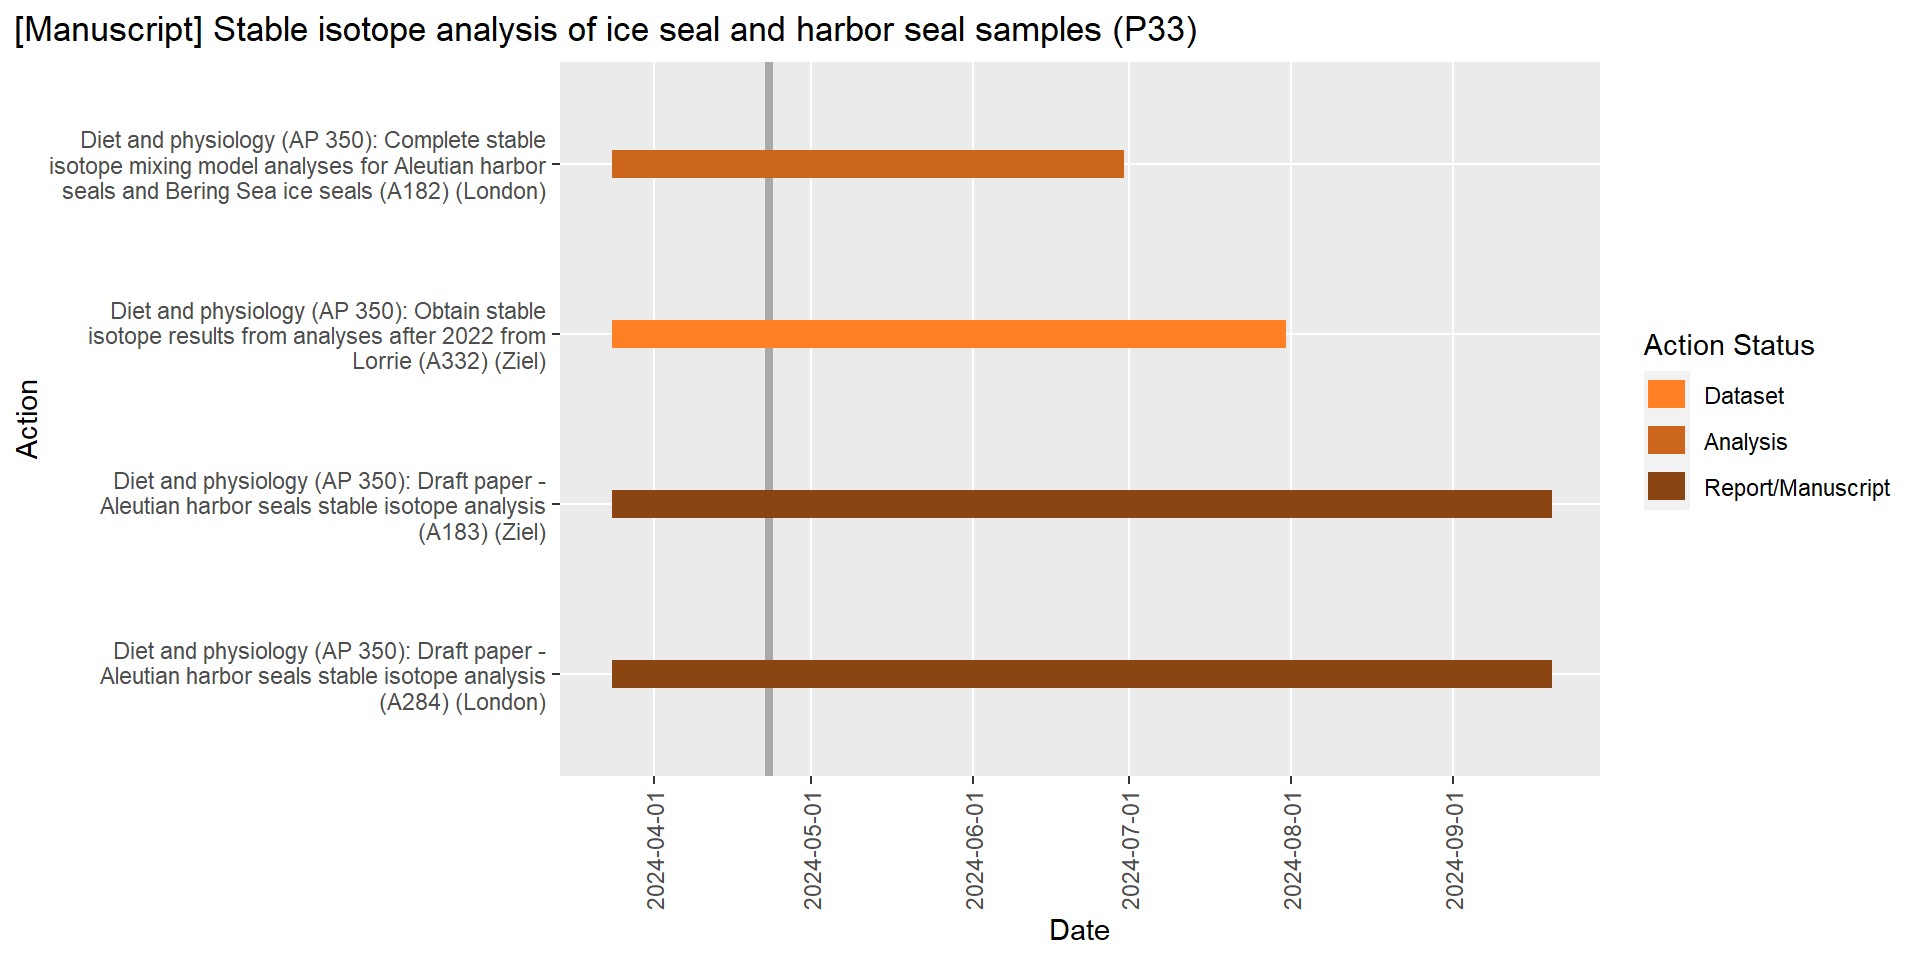 [Manuscript] Stable isotope analysis of ice seal and harbor seal samples (P33)
Diet and physiology (AP 350): Complete stable
isotope mixing model analyses for Aleutian harbor
seals and Bering Sea ice seals (A182) (London)
Diet and physiology (AP 350): Obtain stable
isotope results from analyses after 2022 from
Lorrie (A332) (Ziel)
Diet and physiology (AP 350): Draft paper -
Aleutian harbor seals stable isotope analysis
(A183) (Ziel)
Diet and physiology (AP 350): Draft paper -
Aleutian harbor seals stable isotope analysis
(A284) (London)
Action
2024-04-01
2024-05-01
2024-06-01
2024-07-01
2024-08-01
2024-09-01
Date
Action Status
Dataset
Analysis
Report/Manuscript